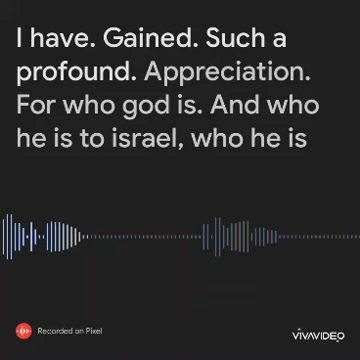 I have. Gained. Such a
profound. Appreciation.
For who god is. And who
he is to israel, who he is
Recorded on Pixel
VIVAVIDEO